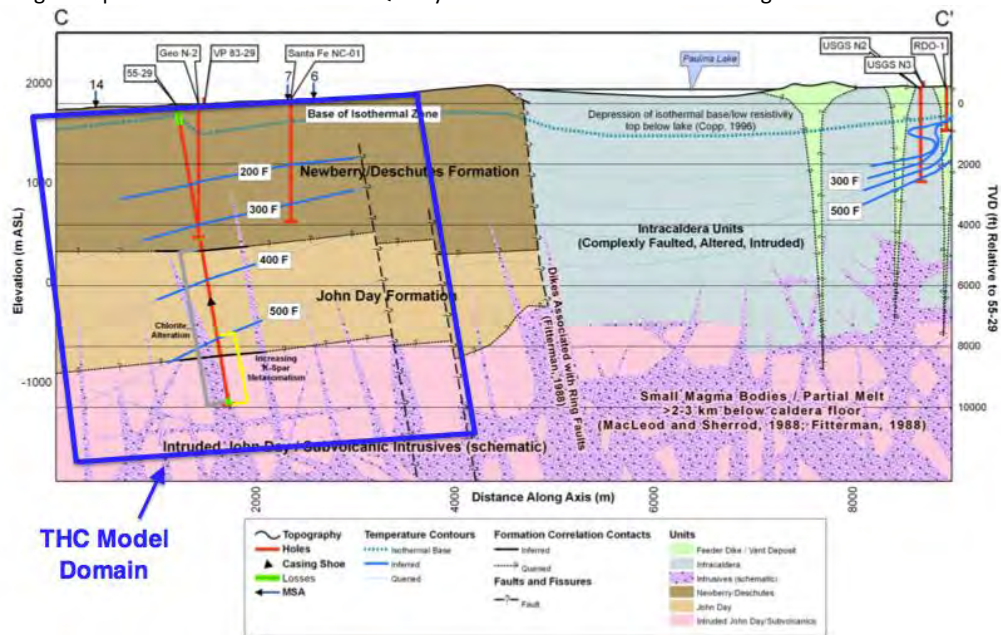 C
C'
Geo N-2
VP 83-29
Santa Fe NC-01
55-29
USGS N2
RDO-1
USGS N3
Paulina Lake
14
7
6
2000
1000
0
-1000
Elevation (m ASL)
0
2000
4000
6000
8000
10000
TVD (ft) Relative to 55-29
Base of Isothermal Zone
Depression of isothermal base/low resistivity
top below lake (Copp, 1996)
200 F
Newberry/Deschutes Formation
300 F
300 F
500 F
Intracaldera Units
(Complexly Faulted, Altered, Intruded)
400 F
John Day Formation
500 F
Chlorite
Alteration
Increasing
K-Spar
Metasomatism
Dikes Associated with Ring Faults
(Fitterman, 1988)
Small Magma Bodies / Partial Melt
>2-3 km below caldera floor
(MacLeod and Sherrod, 1988; Fitterman, 1988)
Intruded John Day / Subvolcanic Intrusives (schematic)
2000
4000
6000
8000
Distance Along Axis (m)
THC Model
Domain
Topography
Holes
Casing Shoe
Losses
MSA
Temperature Contours
Isothermal Base
Inferred
Queried
Formation Correlation Contacts
Inferred
Queried
Faults and Fissures
Fault
Units
Feeder Dike / Vent Deposit
Intracaldera
Intrusives (schematic)
Newberry/Deschutes
John Day
Intruded John Day/Subvolcanics